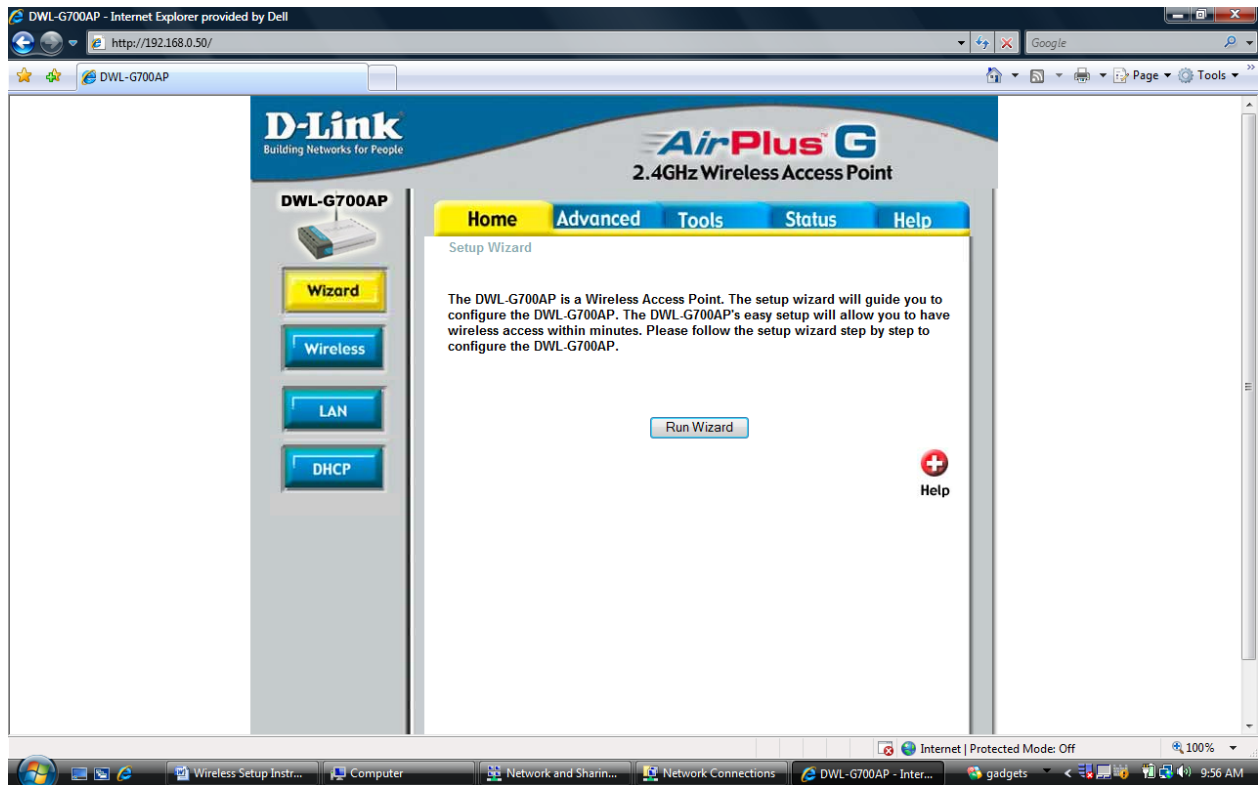 DWL-G700AP - Internet Explorer provided by Dell
http://192.168.0.50/
Google
DWL-G700AP
Page
Tools
D-Link
Building Networks for People
AirPlus™ G
2.4GHz Wireless Access Point
DWL-G700AP
Home Advanced Tools Status Help
Wizard
Wireless
LAN
DHCP
Setup Wizard
The DWL-G700AP is a Wireless Access Point. The setup wizard will guide you to
configure the DWL-G700AP. The DWL-G700AP's easy setup will allow you to have
wireless access within minutes. Please follow the setup wizard step by step to
configure the DWL-G700AP.
Run Wizard
Help
Internet | Protected Mode: Off
100%
Wireless Setup Instr...
Computer
Network and Sharin...
Network Connections
DWL-G700AP - Inter...
gadgets
9:56 AM